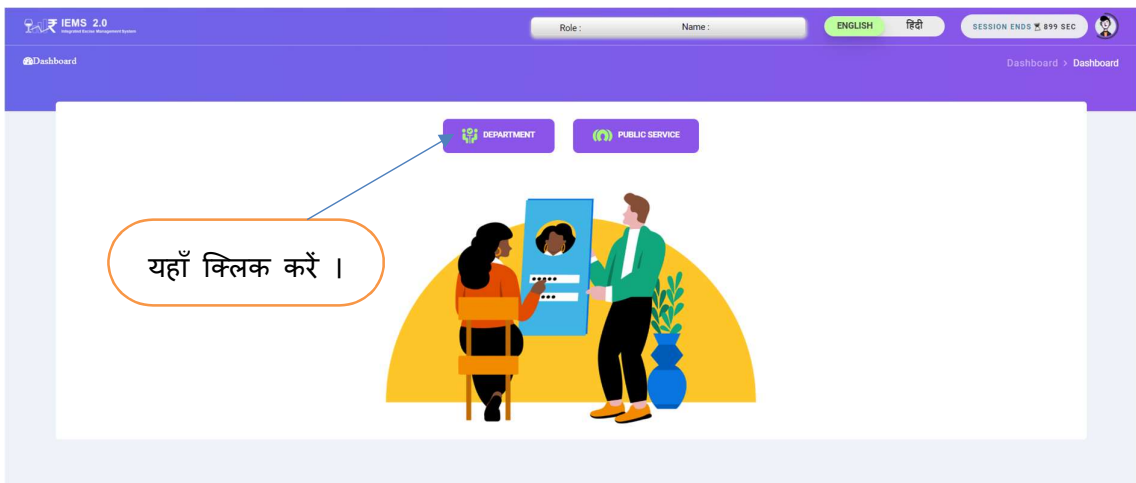 IEMS 2.0
Integrated Excise Management System
Role :
Name :
ENGLISH
हिंदी
SESSION ENDS 899 SEC
Dashboard
Dashboard > Dashboard
DEPARTMENT
PUBLIC SERVICE
यहाँ क्लिक करें ।